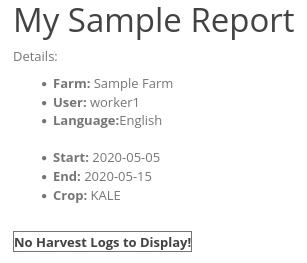 My Sample Report
Details:
Farm: Sample Farm
User: worker1
Language:English
Start: 2020-05-05
End: 2020-05-15
Crop: KALE
No Harvest Logs to Display!